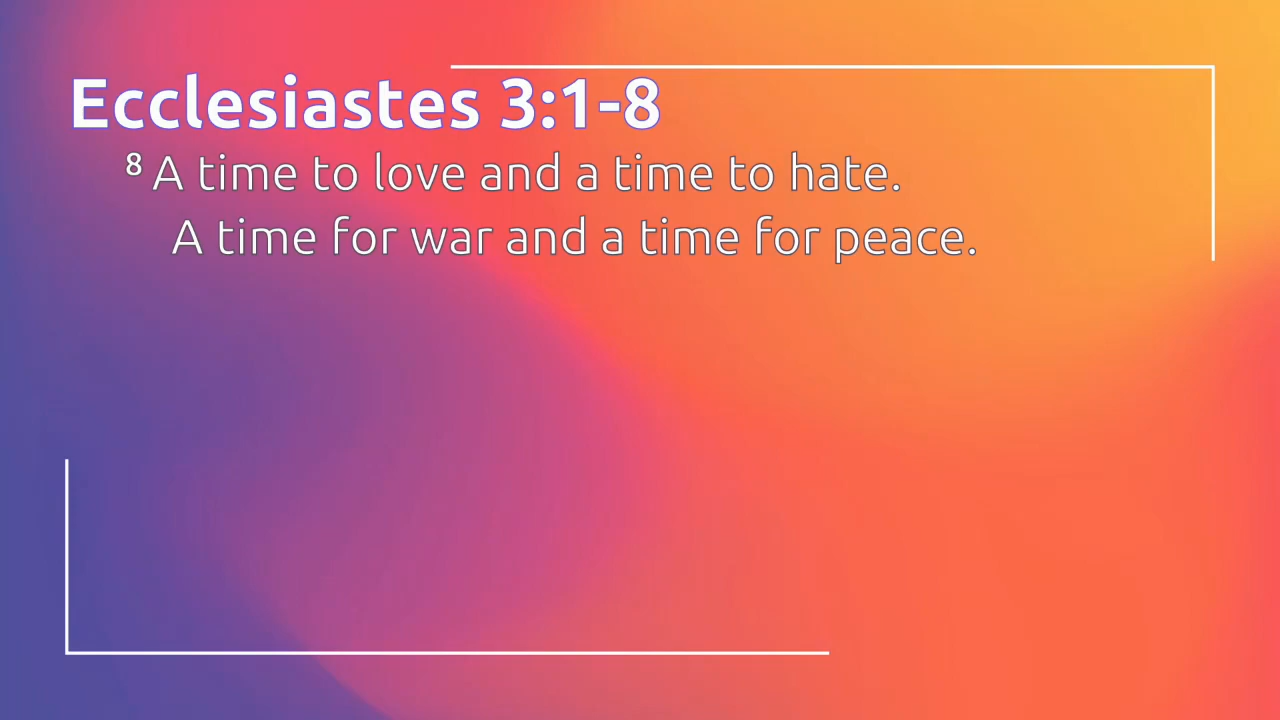 Ecclesiastes 3:1-8
⁸ A time to love and a time to hate.
A time for war and a time for peace.